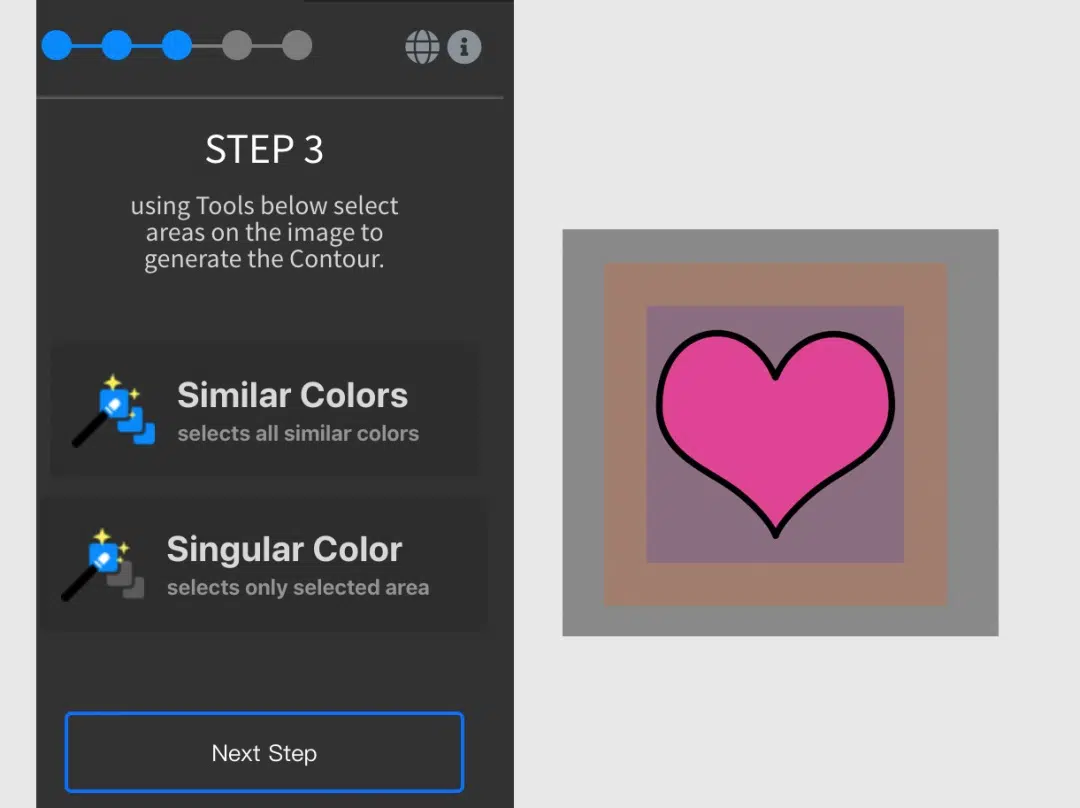 STEP 3
using Tools below select
areas on the image to
generate the Contour.
Similar Colors
selects all similar colors
Singular Color
selects only selected area
Next Step